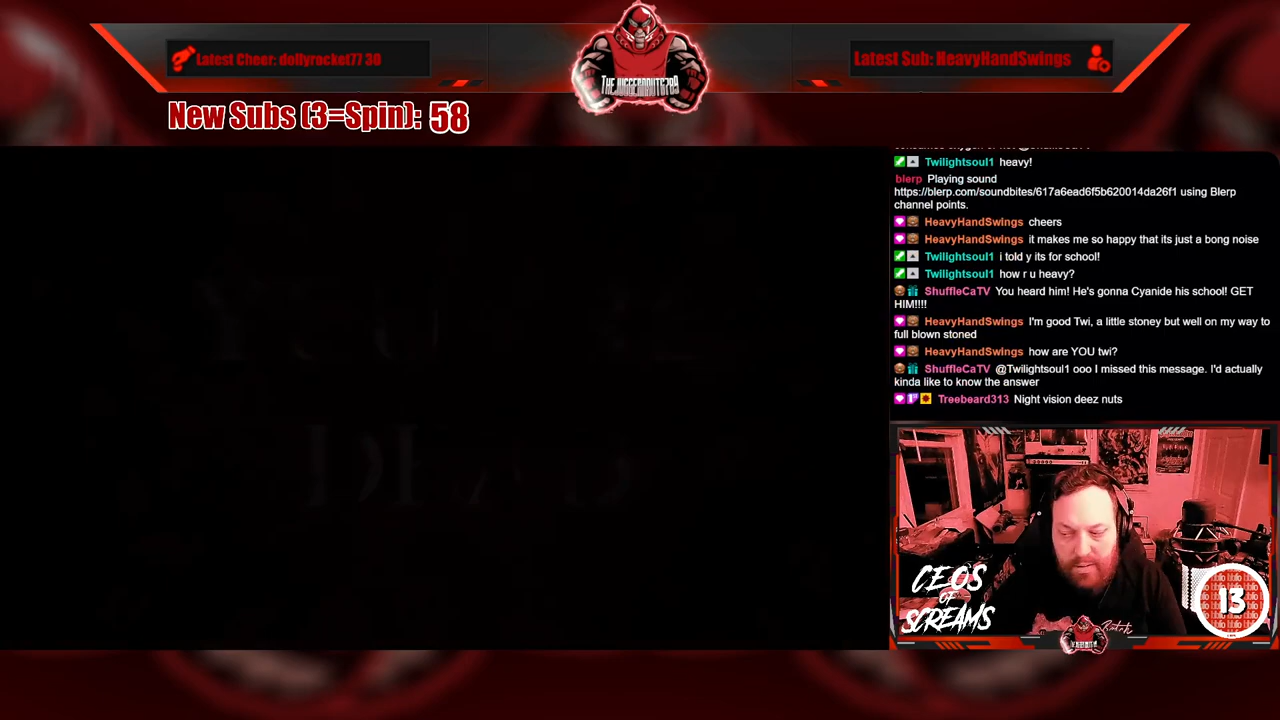 Latest Cheer: dollyrocket77 30
THEJUGGERNAUT6789
Latest Sub: HeavyHandSwings
New Subs (3=Spin): 58
Twilightsoul1 heavy!
blerp Playing sound
https://blerp.com/soundbites/617a6ead6f5b620014da26f1 using Blerp
channel points.
HeavyHandSwings cheers
HeavyHandSwings it makes me so happy that its just a bong noise
Twilightsoul1 i told y its for school!
Twilightsoul1 how r u heavy?
ShuffleCaTV You heard him! He's gonna Cyanide his school! GET
HIM!!!!
HeavyHandSwings I'm good Twi, a little stoney but well on my way to
full blown stoned
HeavyHandSwings how are YOU twi?
ShuffleCaTV @Twilightsoul1 ooo I missed this message. I'd actually
kinda like to know the answer
Treebeard313 Night vision deez nuts
YOU
DEAD
CEOS
OF
SCREAMS
13